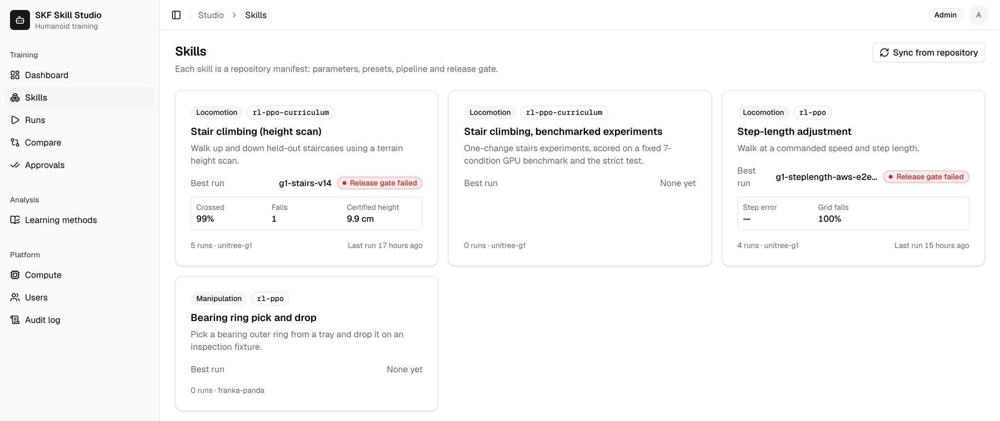 SKF Skill Studio
Humanoid training
Training
Dashboard
Skills
Runs
Compare
Approvals
Analysis
Learning methods
Platform
Compute
Users
Audit log
Studio > Skills
Admin
A
Skills
Each skill is a repository manifest: parameters, presets, pipeline and release gate.
Sync from repository
Locomotion rl-ppo-curriculum
Stair climbing (height scan)
Walk up and down held-out staircases using a terrain
height scan.
Best run g1-stairs-v14 Release gate failed
Crossed Falls Certified height
99% 1 9.9 cm
5 runs · unitree-g1 Last run 17 hours ago
Locomotion rl-ppo-curriculum
Stair climbing, benchmarked experiments
One-change stairs experiments, scored on a fixed 7-
condition GPU benchmark and the strict test.
Best run None yet
0 runs · unitree-g1
Locomotion rl-ppo
Step-length adjustment
Walk at a commanded speed and step length.
Best
run
g1-steplength-aws-e2e... Release gate failed
Step error Grid falls
— 100%
4 runs · unitree-g1 Last run 15 hours ago
Manipulation rl-ppo
Bearing ring pick and drop
Pick a bearing outer ring from a tray and drop it on an
inspection fixture.
Best run None yet
0 runs · franka-panda